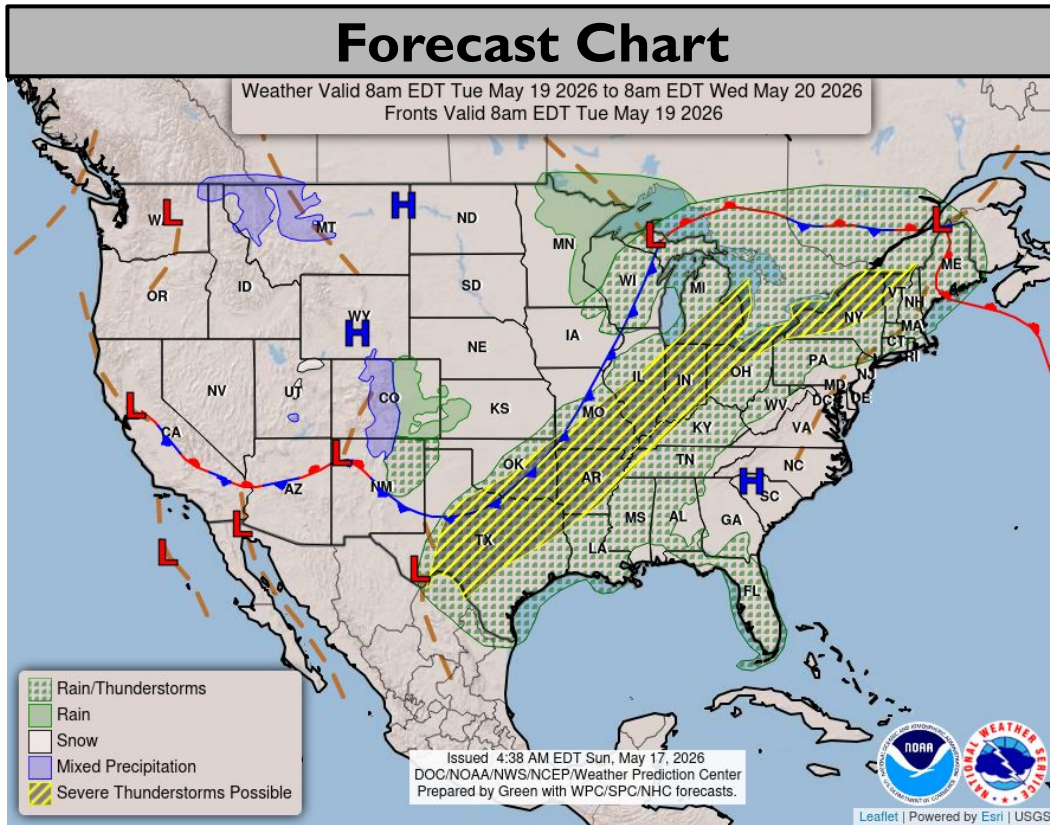 Forecast Chart
Weather Valid 8am EDT Tue May 19 2026 to 8am EDT Wed May 20 2026
Fronts Valid 8am EDT Tue May 19 2026
W L
H
MT
ND
L
L
MN
ME
OR
ID
SD
WI
MI
VT
NH
WY
H
NY
MA
IA
CT
RI
NE
PA
NV
UT
IL
IN
OH
NJ
CO
KS
MD
DE
DC
L
MO
WV
CA
KY
VA
L
OK
TN
NC
AZ
NM
AR
H
SC
L
MS
AL
GA
TX
LA
L
L
FL
Rain/Thunderstorms
Rain
Snow
Mixed Precipitation
Severe Thunderstorms Possible
Issued 4:38 AM EDT Sun, May 17, 2026
DOC/NOAA/NWS/NCEP/Weather Prediction Center
Prepared by Green with WPC/SPC/NHC forecasts.
NOAA
NATIONAL WEATHER SERVICE
Leaflet | Powered by Esri | USGS